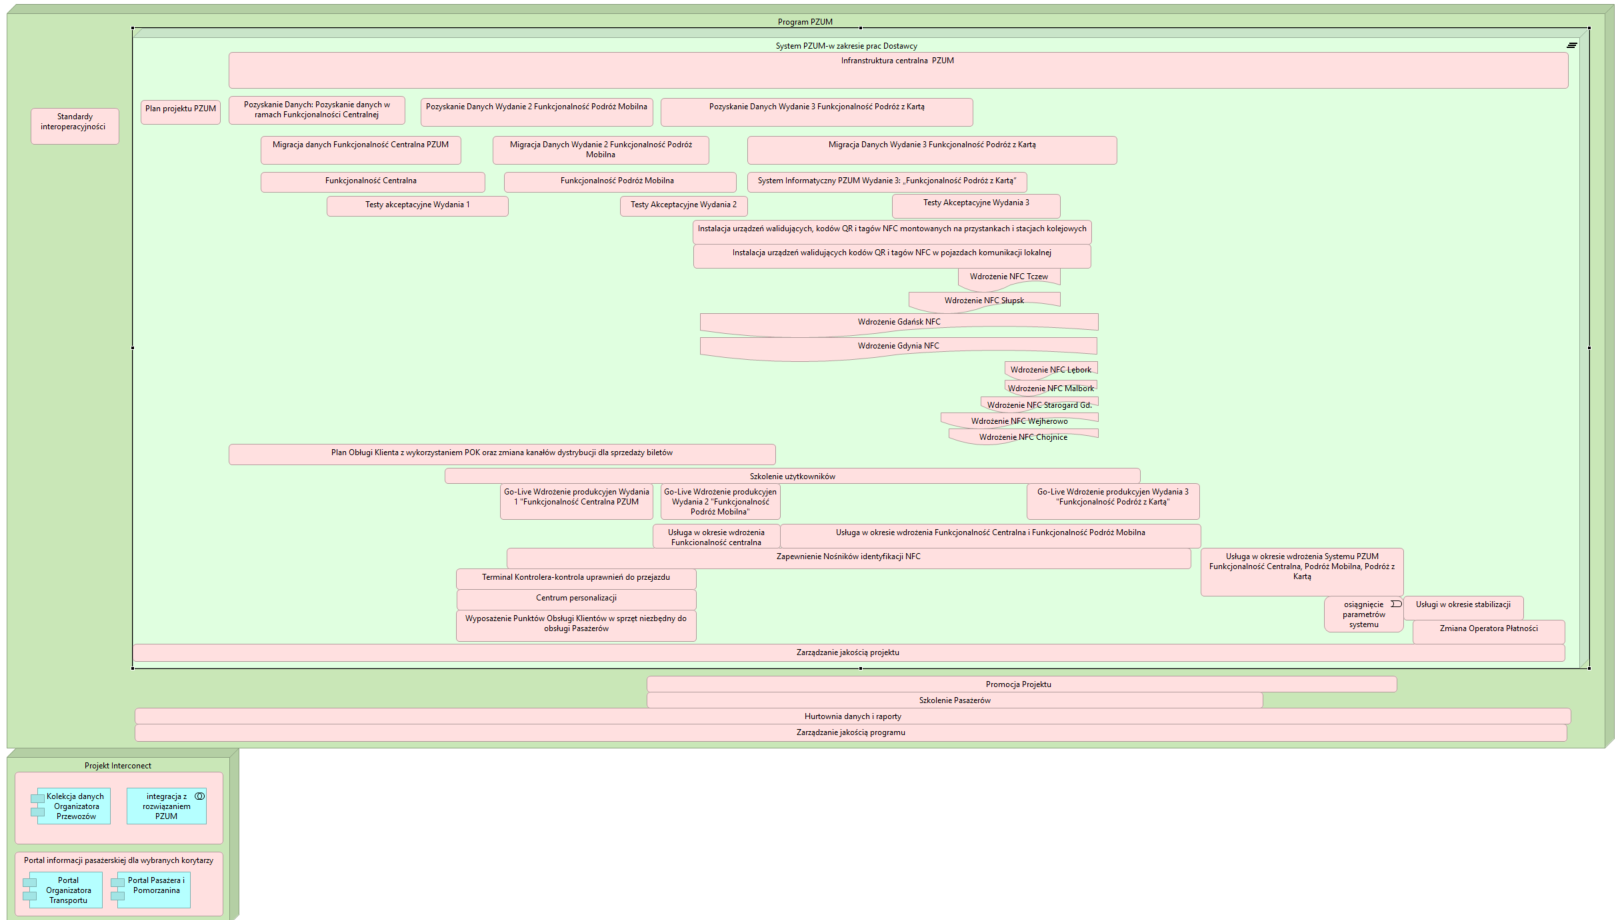 Program PZUM
System PZUM-w zakresie prac Dostawcy
Infranstruktura centralna PZUM
Standardy
interoperacyjności
Plan projektu PZUM
Pozyskanie Danych: Pozyskanie danych w
ramach Funkcjonalności Centralnej
Pozyskanie Danych Wydanie 2 Funkcjonalność Podróż Mobilna
Pozyskanie Danych Wydanie 3 Funkcjonalność Podróż z Kartą
Migracja danych Funkcjonalność Centralna PZUM
Migracja Danych Wydanie 2 Funkcjonalność Podróż
Mobilna
Migracja Danych Wydanie 3 Funkcjonalność Podróż z Kartą
Funkcjonalność Centralna
Funkcjonalność Podróż Mobilna
System Informatyczny PZUM Wydanie 3: „Funkcjonalność Podróż z Kartą”
Testy akceptacyjne Wydania 1
Testy Akceptacyjne Wydania 2
Testy Akceptacyjne Wydania 3
Instalacja urządzeń walidujących, kodów QR i tagów NFC montowanych na przystankach i stacjach kolejowych
Instalacja urządzeń walidujących kodów QR i tagów NFC w pojazdach komunikacji lokalnej
Wdrożenie NFC Tczew
Wdrożenie NFC Słupsk
Wdrożenie Gdańsk NFC
Wdrożenie Gdynia NFC
Wdrożenie NFC Lębork
Wdrożenie NFC Malbork
Wdrożenie NFC Starogard Gd.
Wdrożenie NFC Wejherowo
Wdrożenie NFC Chojnice
Plan Obługi Klienta z wykorzystaniem POK oraz zmiana kanałów dystrybucji dla sprzedaży biletów
Szkolenie uzytkowników
Go-Live Wdrożenie produkcyjen Wydania
1 "Funkcjonalność Centralna PZUM
Go-Live Wdrożenie produkcyjen
Wydania 2 "Funkcjonalność
Podróż Mobilna"
Go-Live Wdrożenie produkcyjen Wydania 3
"Funkcjonalność Podróż z Kartą"
Usługa w okresie wdrożenia
Funkcionalność centralna
Usługa w okresie wdrożenia Funkcjonalność Centralna i Funkcjonalność Podróż Mobilna
Zapewnienie Nośników identyfikacji NFC
Usługa w okresie wdrożenia Systemu PZUM
Funkcjonalność Centralna, Podróż Mobilna, Podróż z
Kartą
Terminal Kontrolera-kontrola uprawnień do przejazdu
Centrum personalizacji
Wyposażenie Punktów Obsługi Klientów w sprzęt niezbędny do
obsługi Pasażerów
osiągnięcie
parametrów
systemu
Usługi w okresie stabilizacji
Zmiana Operatora Płatności
Zarządzanie jakością projektu
Promocja Projektu
Szkolenie Pasażerów
Hurtownia danych i raporty
Zarządzanie jakością programu
Projekt Interconect
Kolekcja danych
Organizatora
Przewozów
integracja z
rozwiązaniem
PZUM
Portal informacji pasażerskiej dla wybranych korytarzy
Portal
Organizatora
Transportu
Portal Pasażera i
Pomorzanina